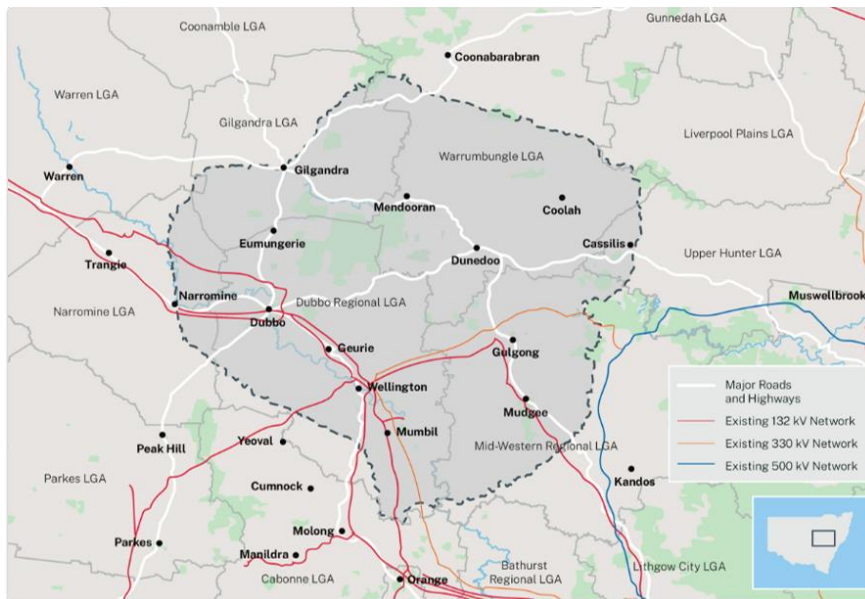 Coonamble LGA
Gunnedah LGA
Coonabarabran
Warren LGA
Gilgandra LGA
Liverpool Plains LGA
Warrumbungle LGA
Warren
Gilgandra
Mendooran
Coolah
Eumungerie
Cassilis
Trangie
Dunedoo
Upper Hunter LGA
Muswellbrook
Narromine
Dubbo Regional LGA
Narromine LGA
Dubbo
Geurie
Gulgong
Wellington
Major Roads
and Highways
Mudgee
Existing 132 kV Network
Peak Hill
Yeoval
Mumbil
Mid-Western Regional LGA
Existing 330 kV Network
Existing 500 kV Network
Parkes LGA
Cumnock
Kandos
Molong
Parkes
Manildra
Cabonne LGA
Orange
Bathurst
Regional LGA
Lithgow City LGA